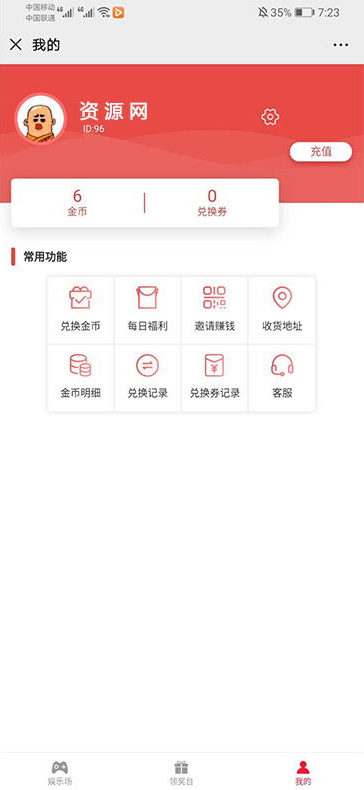 中国移动
中国联通
4G
4G
35%
7:23
我的
资源网
ID:96
充值
6
0
金币
兑换券
常用功能
兑换金币
每日福利
邀请赚钱
收货地址
金币明细
兑换记录
兑换券记录
客服
娱乐场
领奖台
我的